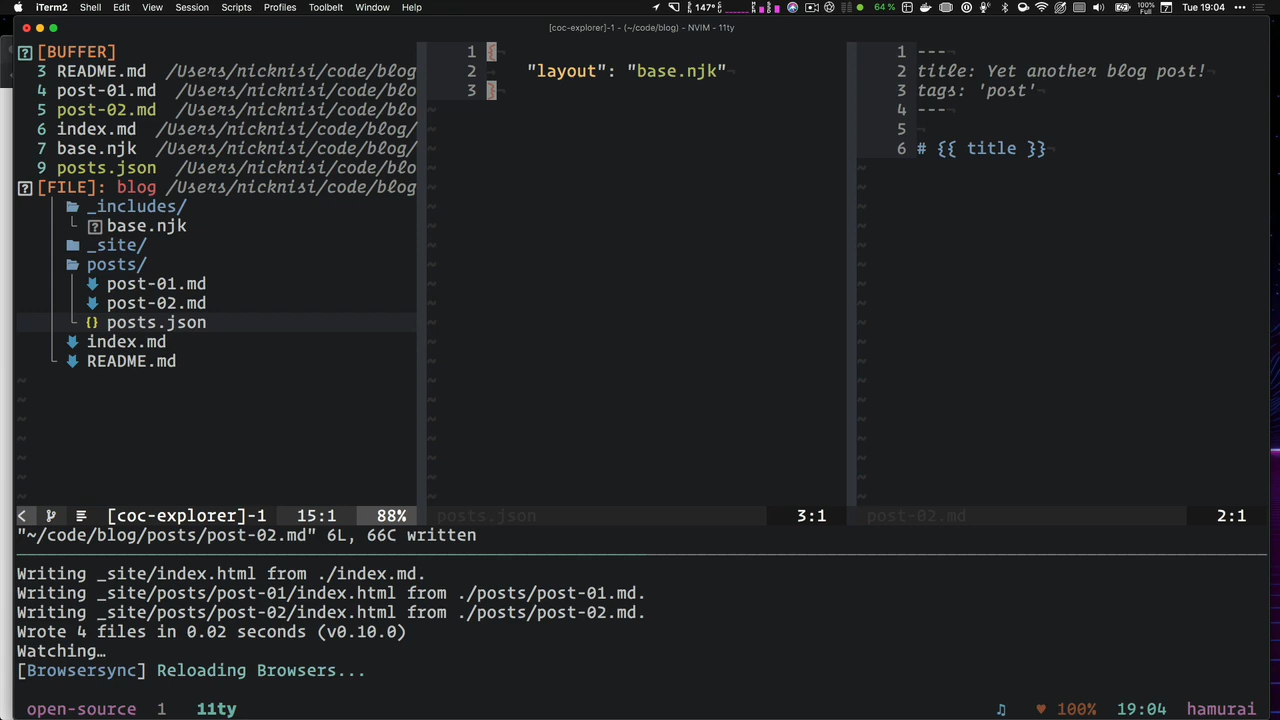 iTerm2 Shell Edit View Session Scripts Profiles Toolbelt Window Help 147° 64 % 100% Full 7 Tue 19:04
[coc-explorer]-1 - (~/code/blog) - NVIM - 11ty
[BUFFER]
3 README.md /Users/nicknisi/code/blog
4 post-01.md /Users/nicknisi/code/blo
5 post-02.md /Users/nicknisi/code/blo
6 index.md /Users/nicknisi/code/blog/
7 base.njk /Users/nicknisi/code/blog/
9 posts.json /Users/nicknisi/code/blo
[FILE]: blog /Users/nicknisi/code/blog
_includes/
base.njk
_site/
posts/
post-01.md
post-02.md
{} posts.json
index.md
README.md
[coc-explorer]-1 15:1 88%
1 {
2 "layout": "base.njk"
3 }
posts.json 3:1
1 ---
2 title: Yet another blog post!
3 tags: 'post'
4 ---
5
6 # {{ title }}
post-02.md 2:1
"~/code/blog/posts/post-02.md" 6L, 66C written
Writing _site/index.html from ./index.md.
Writing _site/posts/post-01/index.html from ./posts/post-01.md.
Writing _site/posts/post-02/index.html from ./posts/post-02.md.
Wrote 4 files in 0.02 seconds (v0.10.0)
Watching…
[Browsersync] Reloading Browsers...
open-source 1 11ty ♫ ♥ 100% 19:04 hamurai